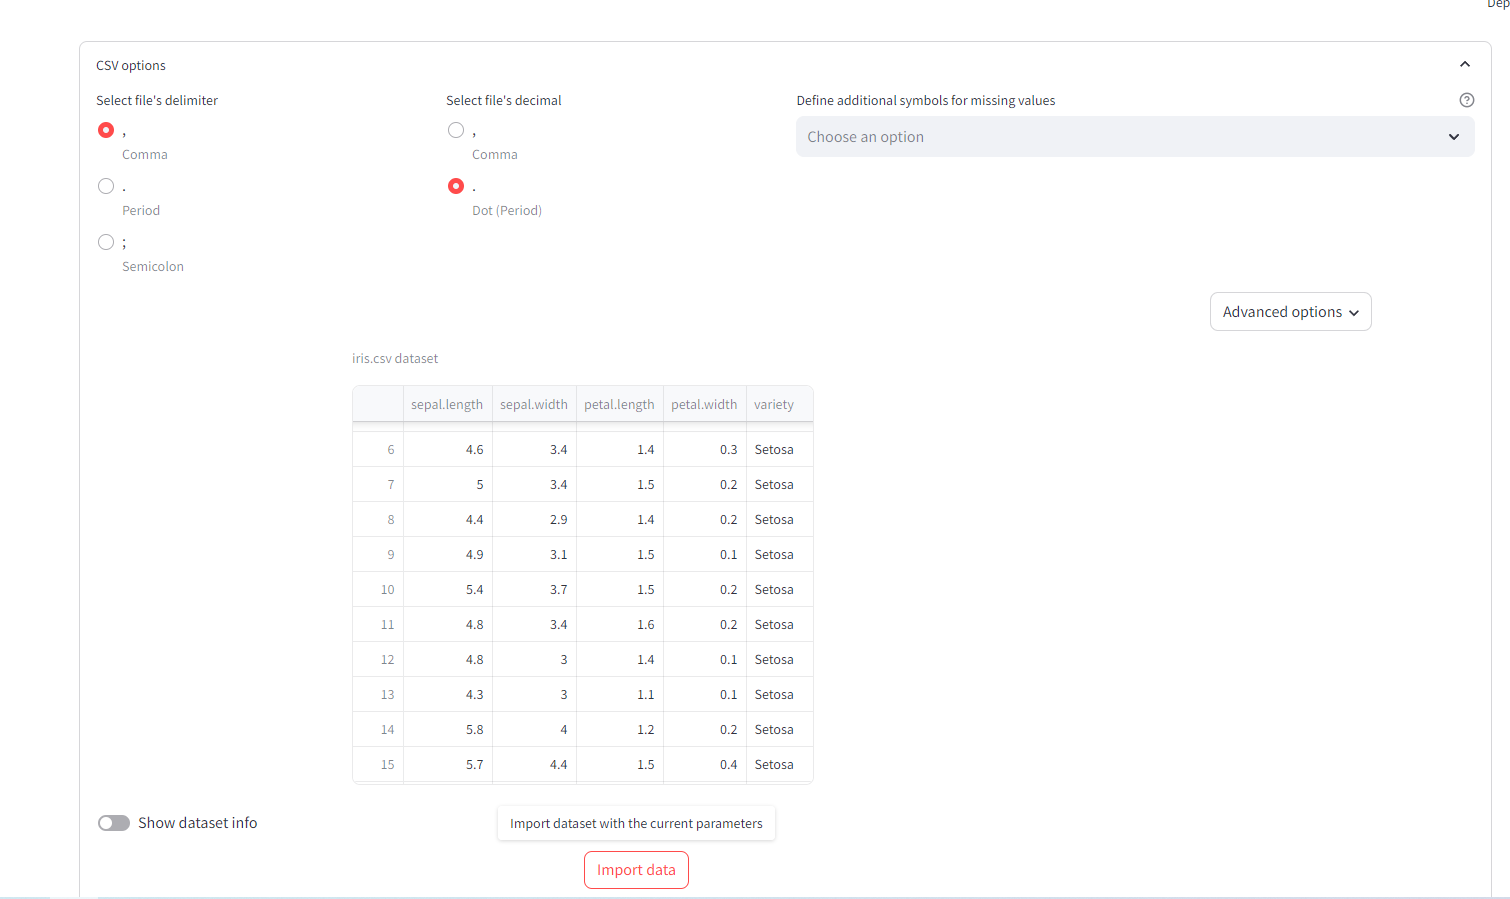 Dep
CSV options
Select file's delimiter
Select file's decimal
Define additional symbols for missing values
,
Comma
.
Period
;
Semicolon
,
Comma
.
Dot (Period)
Choose an option
Advanced options
iris.csv dataset
sepal.length sepal.width petal.length petal.width variety
6 4.6 3.4 1.4 0.3 Setosa
7 5 3.4 1.5 0.2 Setosa
8 4.4 2.9 1.4 0.2 Setosa
9 4.9 3.1 1.5 0.1 Setosa
10 5.4 3.7 1.5 0.2 Setosa
11 4.8 3.4 1.6 0.2 Setosa
12 4.8 3 1.4 0.1 Setosa
13 4.3 3 1.1 0.1 Setosa
14 5.8 4 1.2 0.2 Setosa
15 5.7 4.4 1.5 0.4 Setosa
Show dataset info
Import dataset with the current parameters
Import data